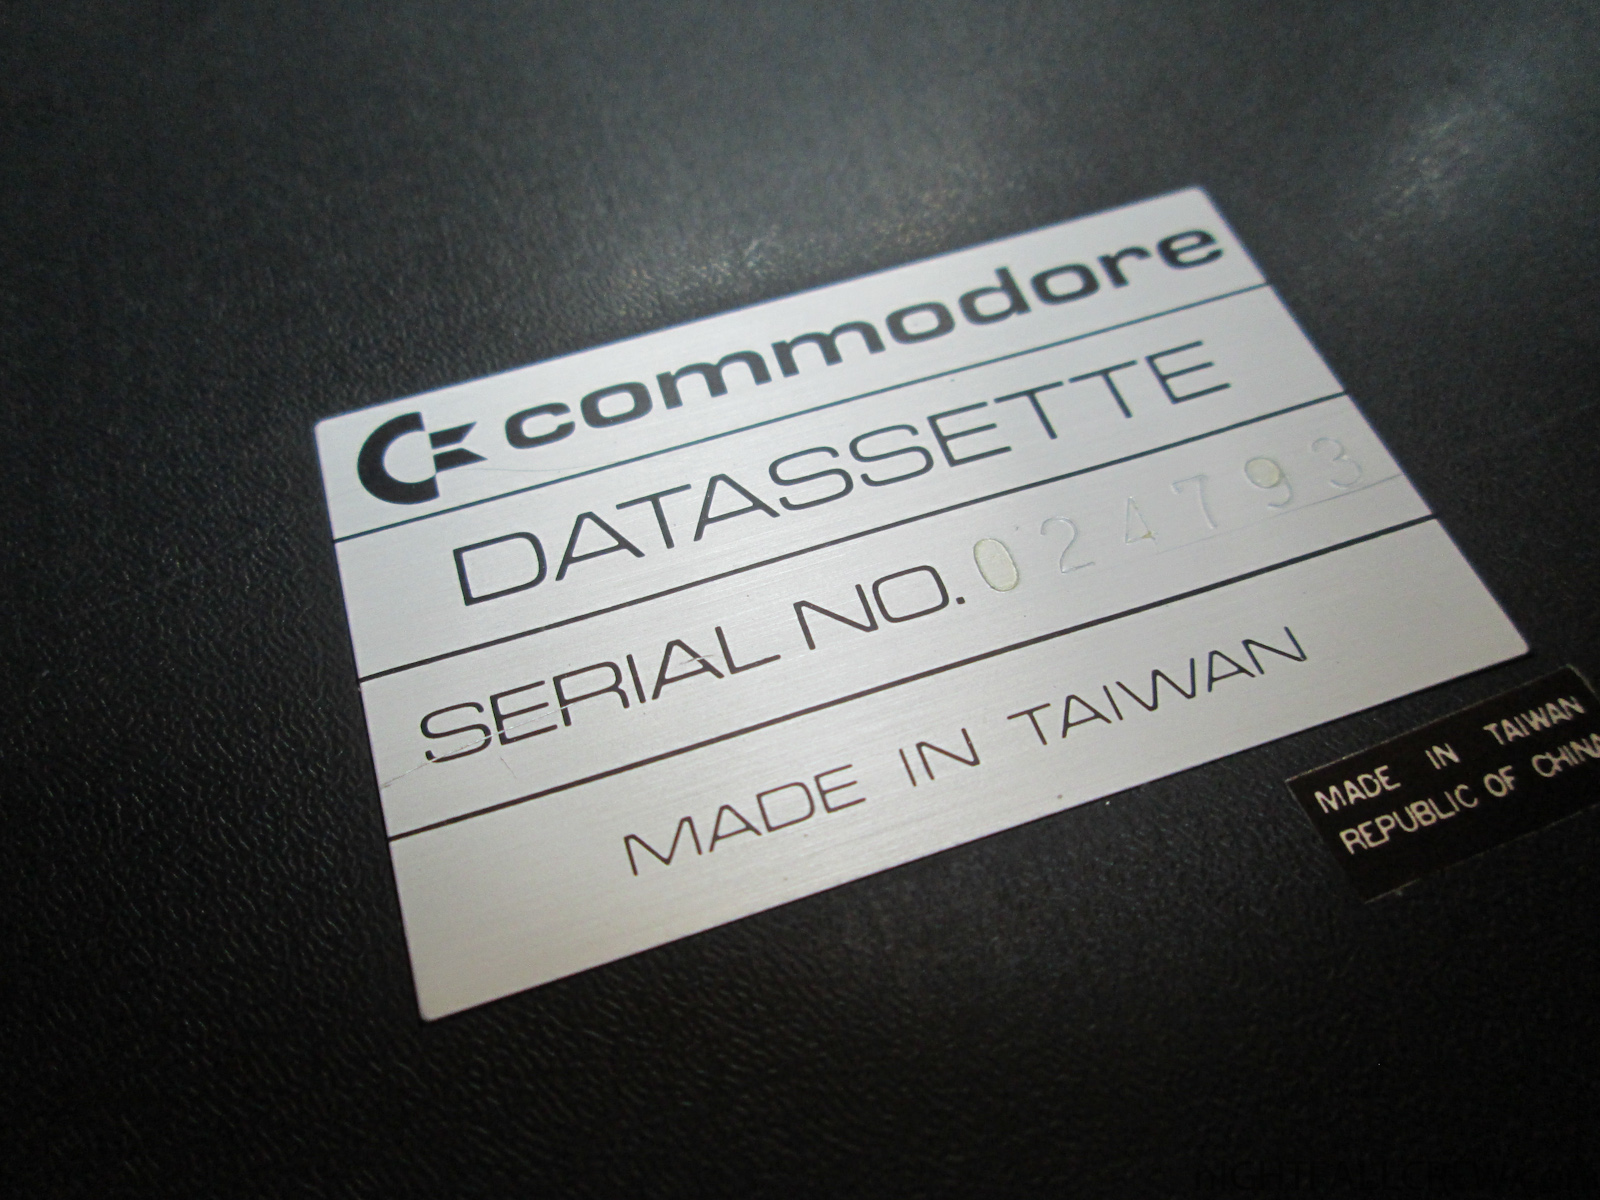 commodore
DATASSETTE
SERIAL NO. 024793
MADE IN TAIWAN
MADE IN TAIWAN
REPUBLIC OF CHINA